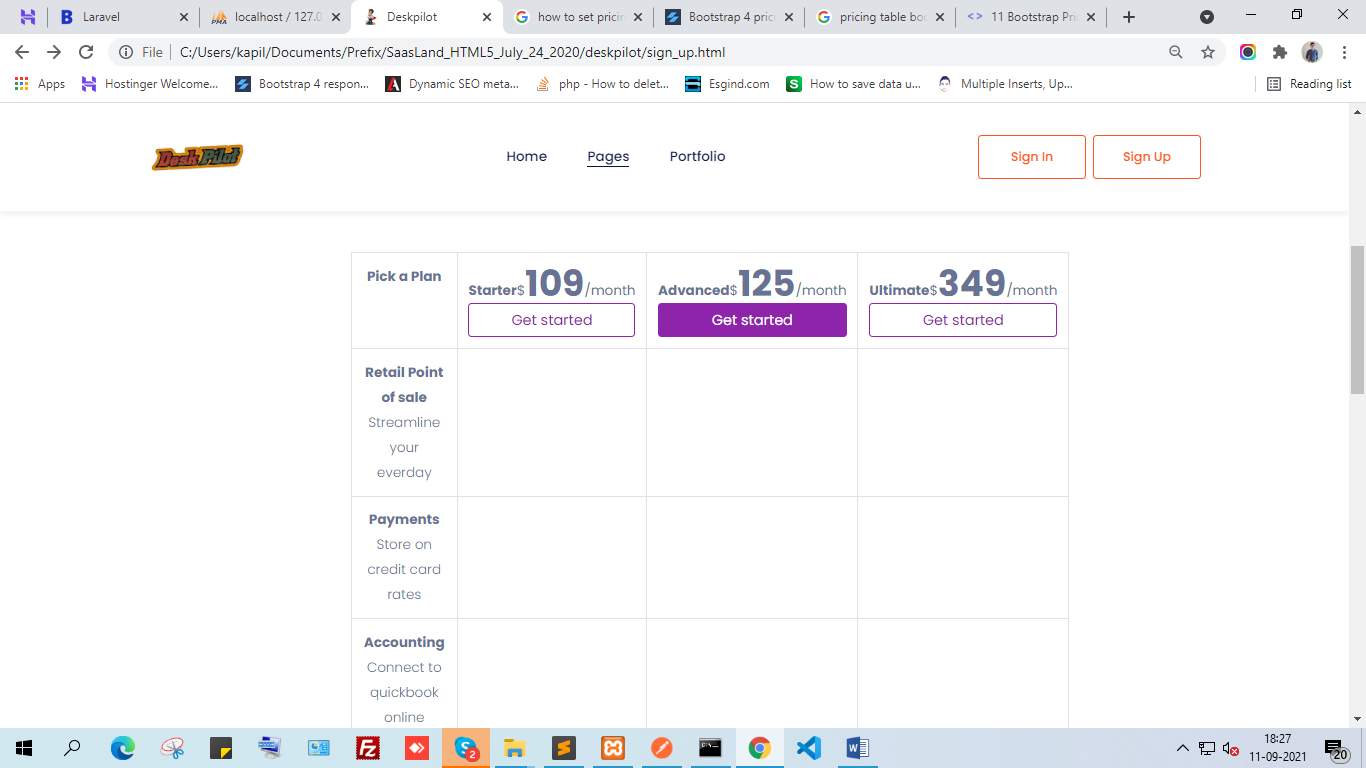 Laravel
localhost / 127.0
Deskpilot
how to set pricin
Bootstrap 4 pric
pricing table boo
<> 11 Bootstrap Pri
File
C:/Users/kapil/Documents/Prefix/SaasLand_HTML5_July_24_2020/deskpilot/sign_up.html
Apps
Hostinger Welcome...
Bootstrap 4 respon...
Dynamic SEO meta...
php - How to delet...
Esgind.com
How to save data u...
Multiple Inserts, Up...
Reading list
Desk Pilot
Home
Pages
Portfolio
Sign In
Sign Up
Pick a Plan
Starter$109/month
Get started
Advanced$125/month
Get started
Ultimate$349/month
Get started
Retail Point
of sale
Streamline
your
everday
Payments
Store on
credit card
rates
Accounting
Connect to
quickbook
online
2
18:27
11-09-2021
20